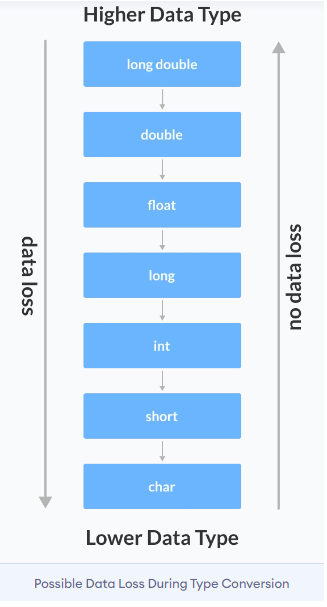 Higher Data Type
long double
double
float
long
int
short
char
data loss
no data loss
Lower Data Type
Possible Data Loss During Type Conversion